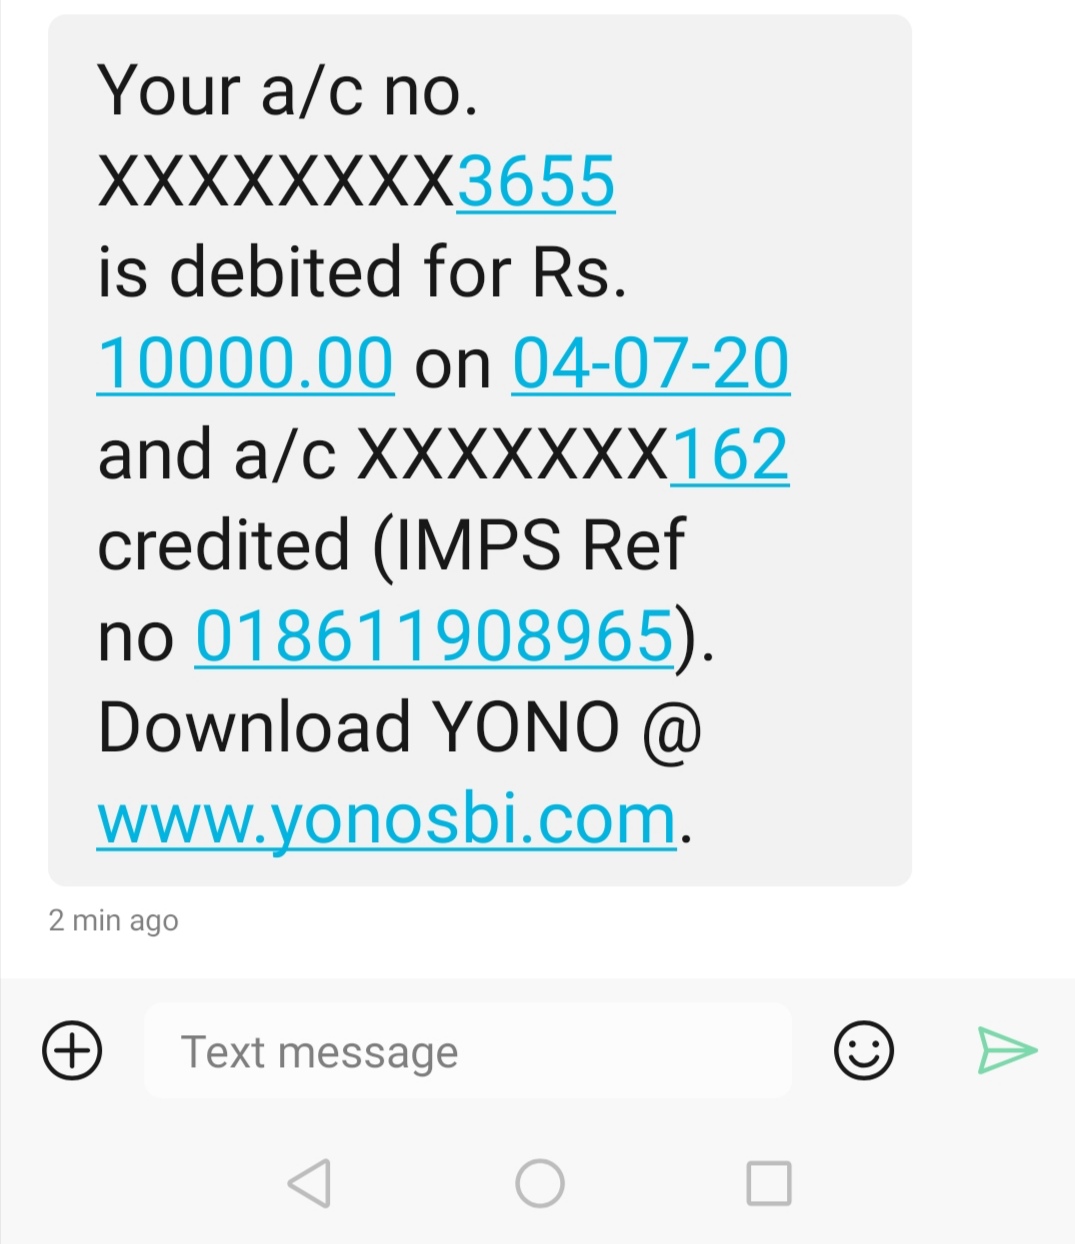 Your a/c no.
XXXXXXXX3655
is debited for Rs.
10000.00 on 04-07-20
and a/c XXXXXXX162
credited (IMPS Ref
no 018611908965).
Download YONO @
www.yonosbi.com.
2 min ago
Text message